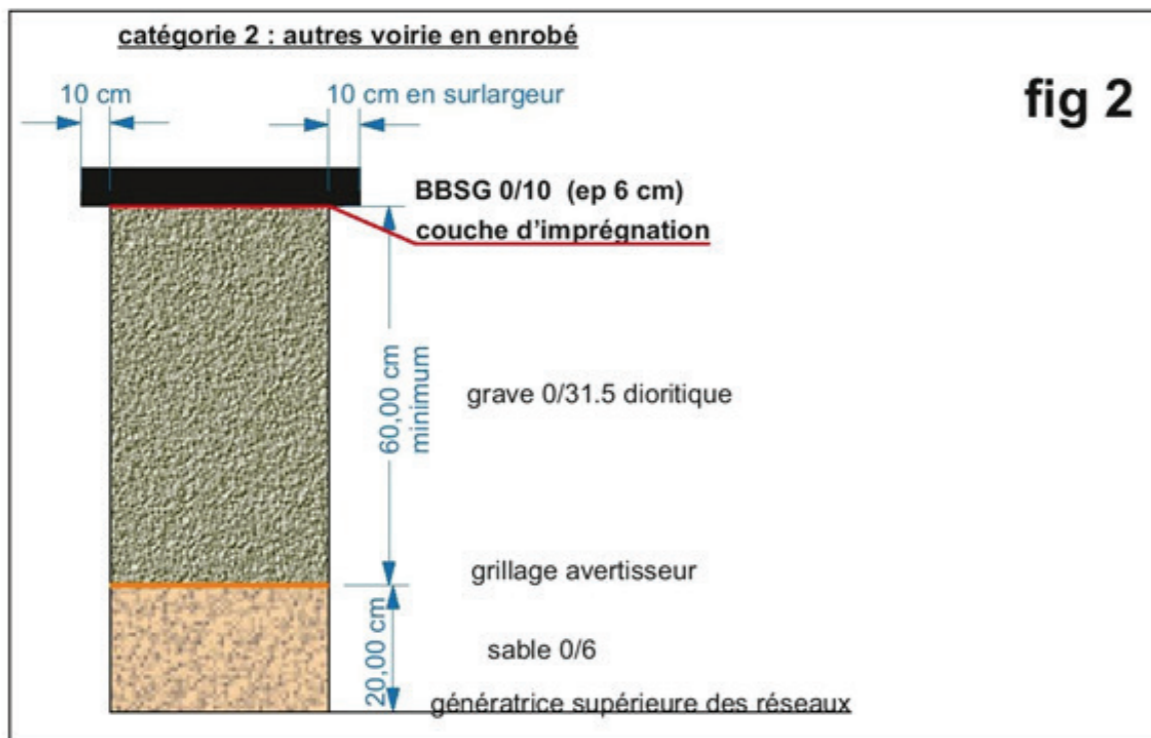 catégorie 2 : autres voirie en enrobé
10 cm
10 cm en surlargeur
fig 2
BBSG 0/10 (ep 6 cm)
couche d'imprégnation
60,00 cm
minimum
grave 0/31.5 dioritique
grillage avertisseur
20,00 cm
sable 0/6
génératrice supérieure des réseaux